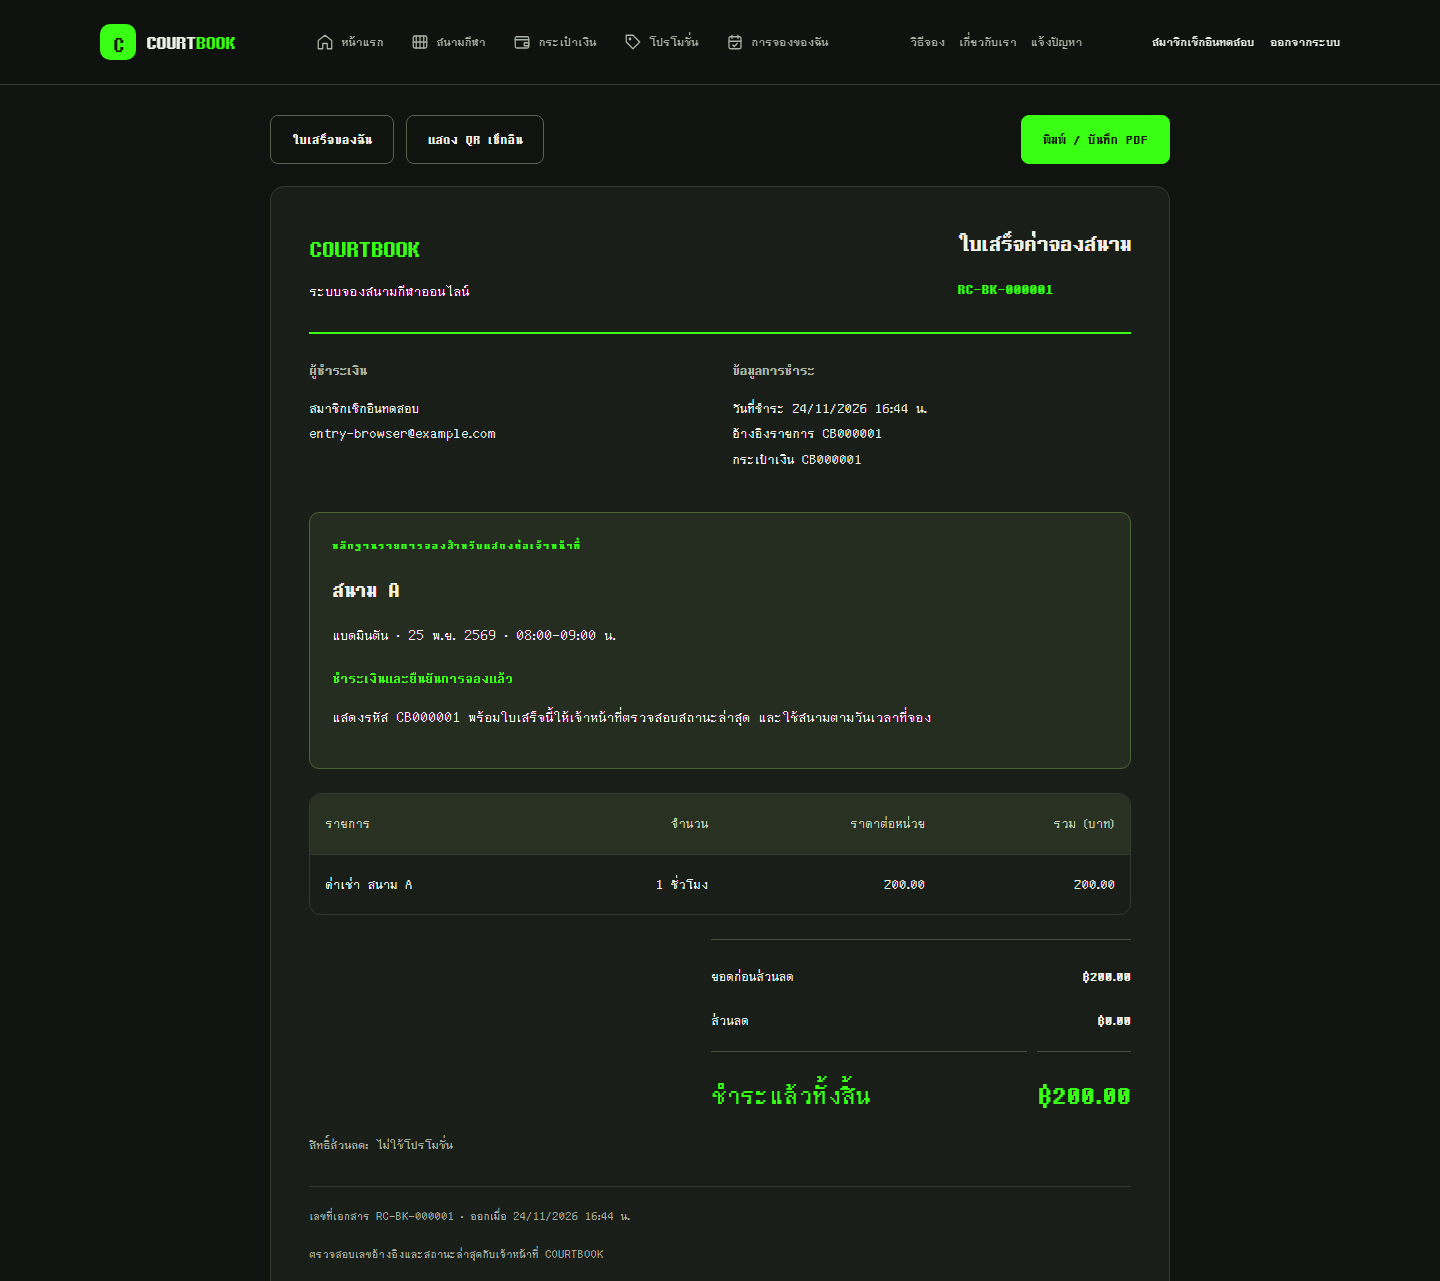 C COURTBOOK หน้าแรก สนามกีฬา กระเป๋าเงิน โปรโมชั่น การจองของฉัน วิธีจอง เกี่ยวกับเรา แจ้งปัญหา สมาชิกเช็กอินทดสอบ ออกจากระบบ
ใบเสร็จของฉัน แสดง QR เช็กอิน พิมพ์ / บันทึก PDF
COURTBOOK ใบเสร็จค่าจองสนาม
ระบบจองสนามกีฬาออนไลน์ RC-BK-000001
ผู้ชำระเงิน ข้อมูลการชำระ
สมาชิกเช็กอินทดสอบ วันที่ชำระ 24/11/2026 16:44 น.
entry-browser@example.com อ้างอิงรายการ CB000001
กระเป๋าเงิน CB000001
หลักฐานรายการจองสำหรับแสดงต่อเจ้าหน้าที่
สนาม A
แบดมินตัน · 25 พ.ย. 2569 · 08:00-09:00 น.
ชำระเงินและยืนยันการจองแล้ว
แสดงรหัส CB000001 พร้อมใบเสร็จนี้ให้เจ้าหน้าที่ตรวจสอบสถานะล่าสุด และใช้สนามตามวันเวลาที่จอง
รายการ จำนวน ราคาต่อหน่วย รวม (บาท)
ค่าเช่า สนาม A 1 ชั่วโมง 200.00 200.00
ยอดก่อนส่วนลด ฿200.00
ส่วนลด ฿0.00
ชำระแล้วทั้งสิ้น ฿200.00
สิทธิ์ส่วนลด: ไม่ใช้โปรโมชั่น
เลขที่เอกสาร RC-BK-000001 · ออกเมื่อ 24/11/2026 16:44 น.
ตรวจสอบเลขอ้างอิงและสถานะล่าสุดกับเจ้าหน้าที่ COURTBOOK